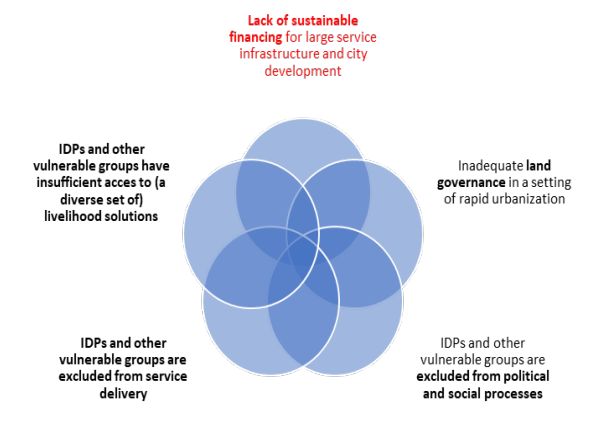 Lack of sustainable
financing for large service
infrastructure and city
development
IDPs and other
vulnerable groups have
insufficient acces to (a
diverse set of)
livelihood solutions
Inadequate land
governance in a setting
of rapid urbanization
IDPs and other
vulnerable groups are
excluded from service
delivery
IDPs and other
vulnerable groups are
excluded from political
and social processes